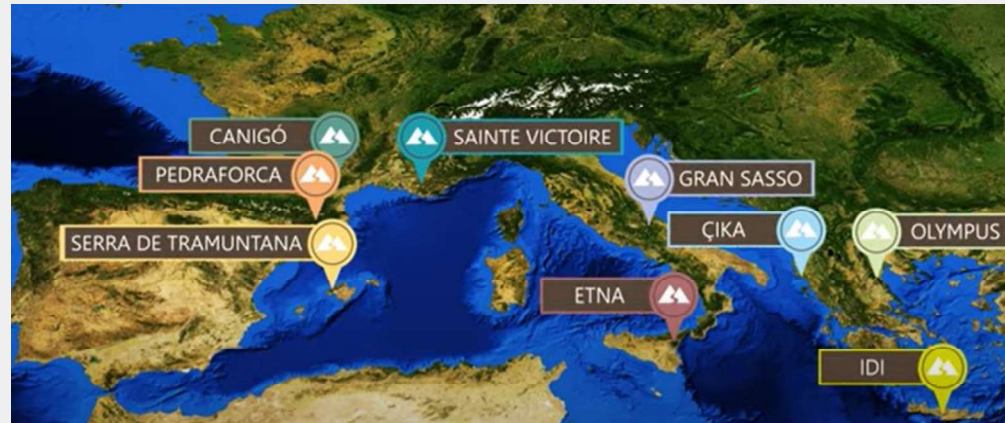 CANIGÓ
SAINTE VICTOIRE
PEDRAFORCA
GRAN SASSO
SERRA DE TRAMUNTANA
ÇIKA
OLYMPUS
ETNA
IDI